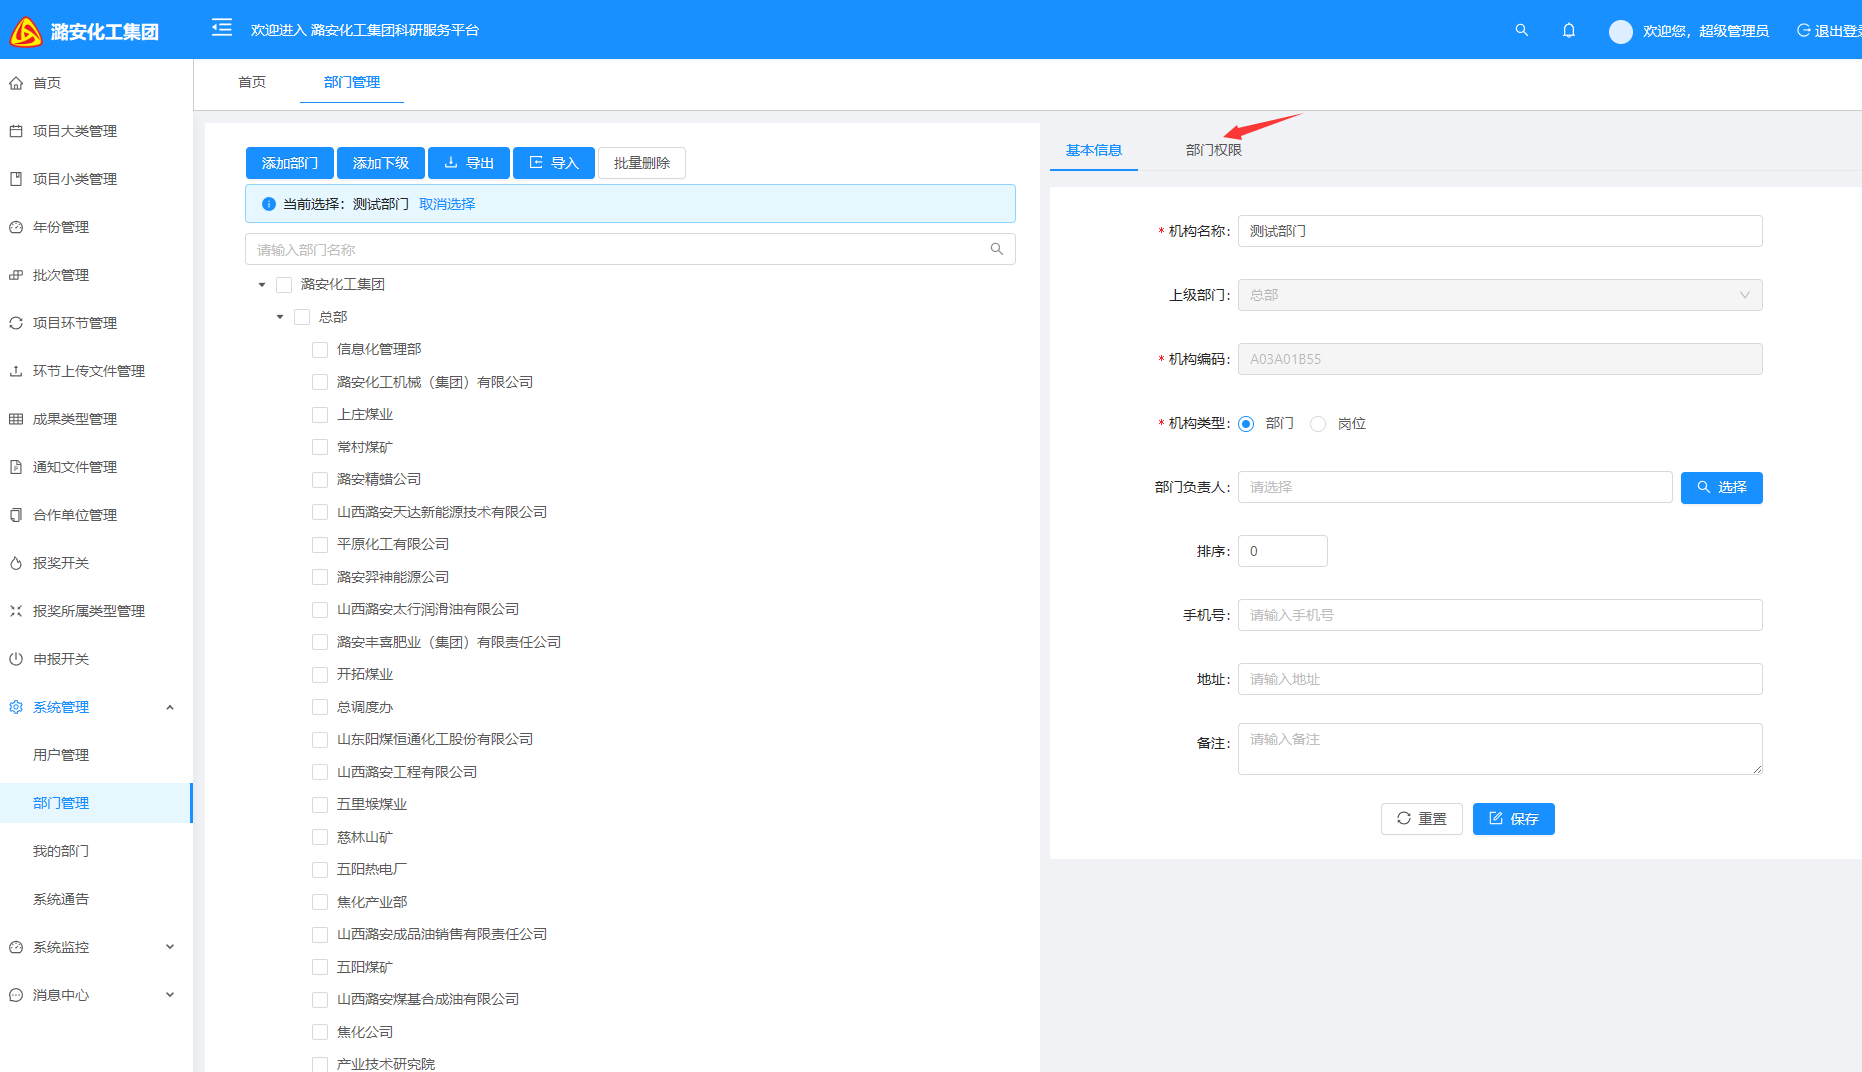 潞安化工集团
欢迎进入 潞安化工集团科研服务平台
欢迎您，超级管理员
退出登
首页
项目大类管理
项目小类管理
年份管理
批次管理
项目环节管理
环节上传文件管理
成果类型管理
通知文件管理
合作单位管理
报奖开关
报奖所属类型管理
申报开关
系统管理
用户管理
部门管理
我的部门
系统通告
系统监控
消息中心
首页
部门管理
添加部门
添加下级
导出
导入
批量删除
当前选择：测试部门 取消选择
请输入部门名称
潞安化工集团
总部
信息化管理部
潞安化工机械（集团）有限公司
上庄煤业
常村煤矿
潞安精蜡公司
山西潞安天达新能源技术有限公司
平原化工有限公司
潞安羿神能源公司
山西潞安太行润滑油有限公司
潞安丰喜肥业（集团）有限责任公司
开拓煤业
总调度办
山东阳煤恒通化工股份有限公司
山西潞安工程有限公司
五里堠煤业
慈林山矿
五阳热电厂
焦化产业部
山西潞安成品油销售有限责任公司
五阳煤矿
山西潞安煤基合成油有限公司
焦化公司
产业技术研究院
基本信息
部门权限
* 机构名称：
测试部门
上级部门：
总部
* 机构编码：
A03A01B55
* 机构类型：
部门
岗位
部门负责人：
请选择
选择
排序：
0
手机号：
请输入手机号
地址：
请输入地址
备注：
请输入备注
重置
保存